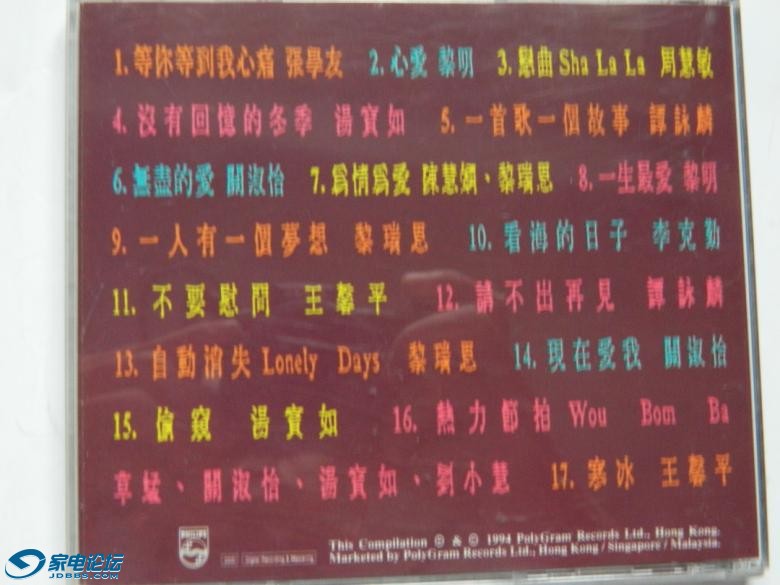 1. 等你等到我心痛 張學友 2. 心愛 黎明 3. 戀曲 Sha La La 周慧敏
4. 沒有回憶的冬季 湯寶如 5. 一首歌一個故事 譚詠麟
6. 無盡的愛 關淑怡 7. 爲情爲愛 陳慧嫻、黎瑞恩 8. 一生最愛 黎明
9. 一人有一個夢想 黎瑞恩 10. 看海的日子 李克勤
11. 不要慰問 王馨平 12. 講不出再見 譚詠麟
13. 自動消失 Lonely Days 黎瑞恩 14. 現在愛我 關淑怡
15. 偷窺 湯寶如 16. 熱力節拍 Wou Bom Ba
草蜢、關淑怡、湯寶如、劉小慧 17. 寒冰 王馨平
PHILIPS
Digital Recording & Mastering
This Compilation ℗ & © 1994 PolyGram Records Ltd., Hong Kong.
Marketed by PolyGram Records Ltd., Hong Kong / Singapore / Malaysia.
家电论坛
JDBBS.COM